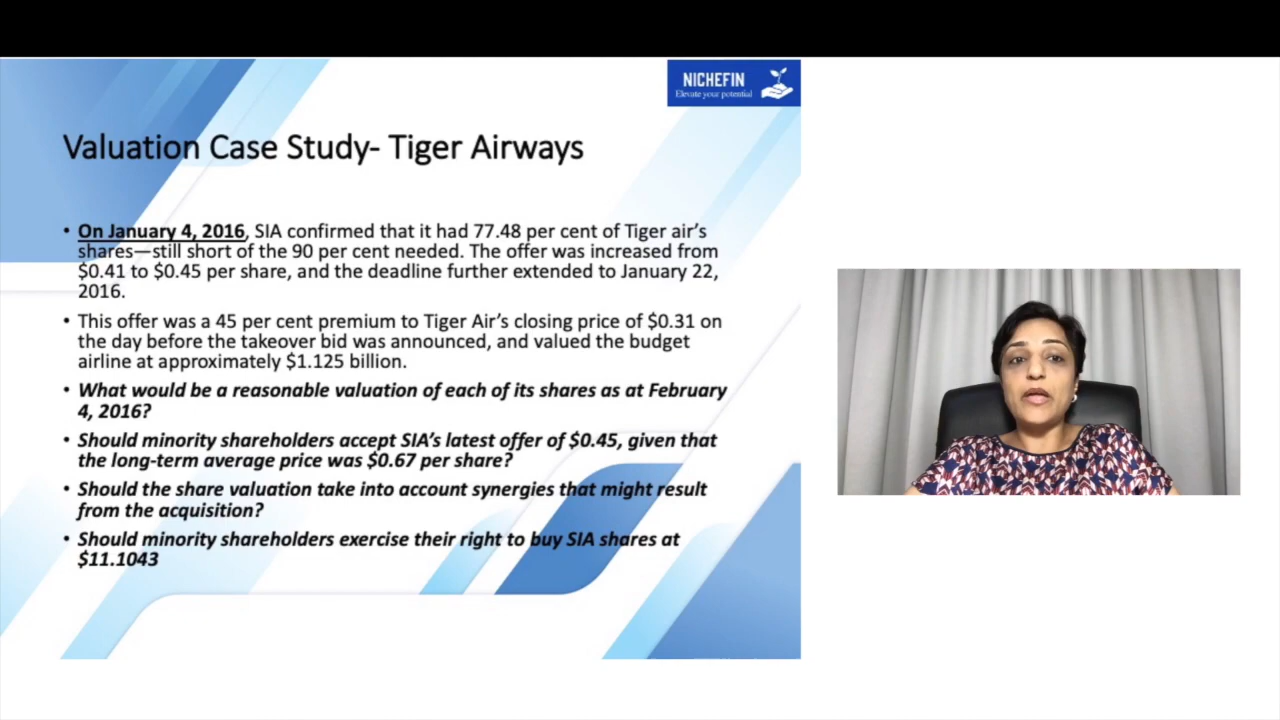 NICHEFIN
Elevate your potential
Valuation Case Study- Tiger Airways
• On January 4, 2016, SIA confirmed that it had 77.48 per cent of Tiger air’s
shares—still short of the 90 per cent needed. The offer was increased from
$0.41 to $0.45 per share, and the deadline further extended to January 22,
2016.
• This offer was a 45 per cent premium to Tiger Air’s closing price of $0.31 on
the day before the takeover bid was announced, and valued the budget
airline at approximately $1.125 billion.
• What would be a reasonable valuation of each of its shares as at February
4, 2016?
• Should minority shareholders accept SIA’s latest offer of $0.45, given that
the long-term average price was $0.67 per share?
• Should the share valuation take into account synergies that might result
from the acquisition?
• Should minority shareholders exercise their right to buy SIA shares at
$11.1043